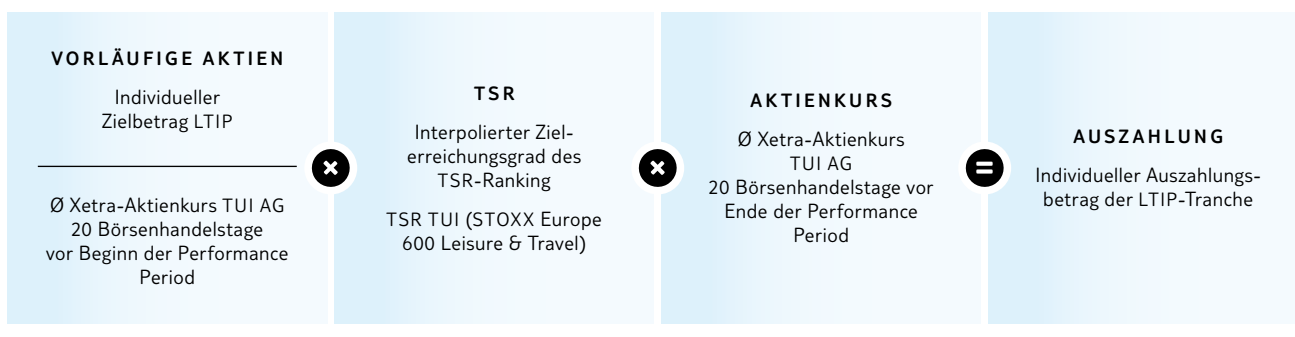 VORLÄUFIGE AKTIEN
Individueller
Zielbetrag LTIP
Ø Xetra-Aktienkurs TUI AG
20 Börsenhandelstage
vor Beginn der Performance
Period
×
TSR
Interpolierter Ziel-
erreichungsgrad des
TSR-Ranking
TSR TUI (STOXX Europe
600 Leisure & Travel)
×
AKTIENKURS
Ø Xetra-Aktienkurs
TUI AG
20 Börsenhandelstage vor
Ende der Performance
Period
=
AUSZAHLUNG
Individueller Auszahlungs-
betrag der LTIP-Tranche